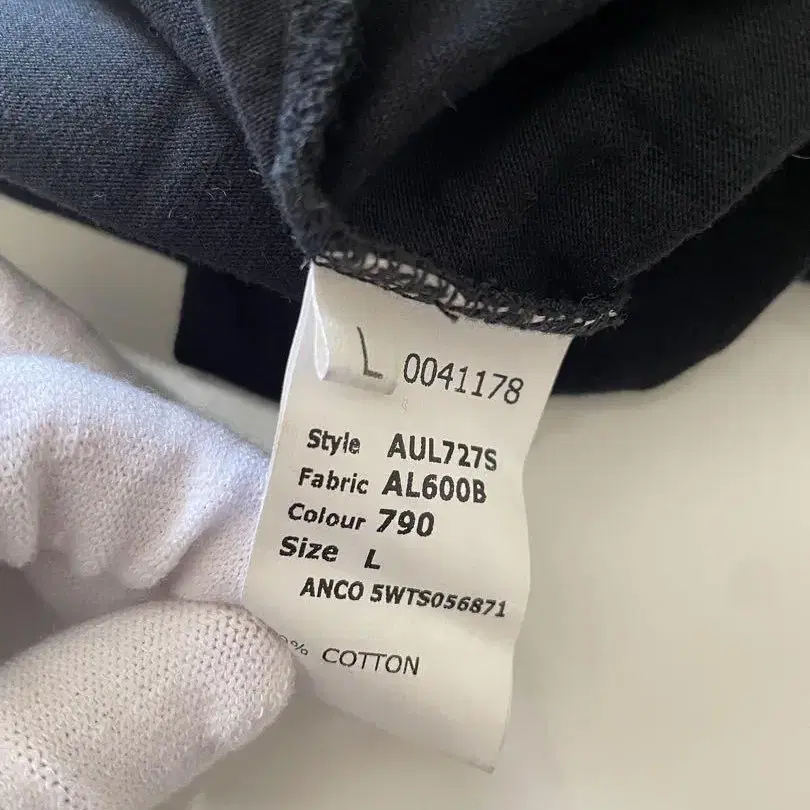 L 0041178
Style AUL727S
Fabric AL600B
Colour 790
Size L
ANCO 5WTS056871
% COTTON